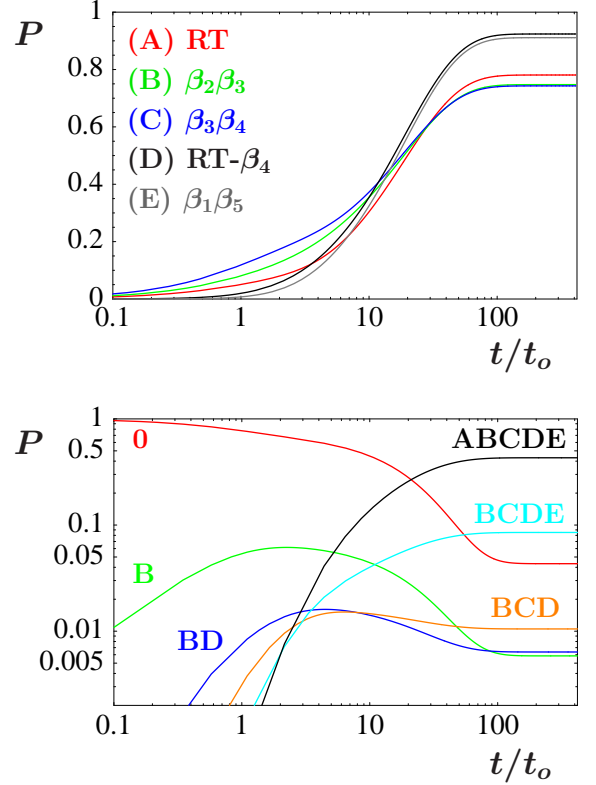 P
1
0.8
0.6
0.4
0.2
0
(A) RT
(B) β₂β₃
(C) β₃β₄
(D) RT-β₄
(E) β₁β₅
0.1 1 10 100
t/tₒ
P
1
0.5
0.1
0.05
0.01
0.005
0
ABCDE
BCDE
B
BCD
BD
0.1 1 10 100
t/tₒ